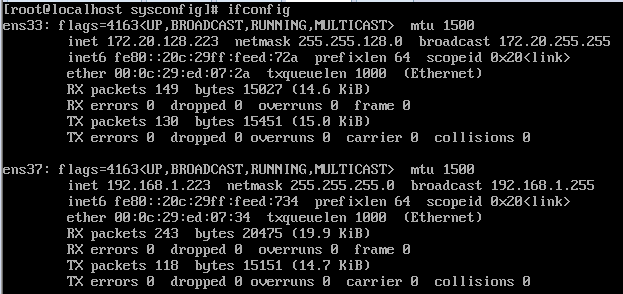 [root@localhost sysconfig]# ifconfig
ens33: flags=4163<UP,BROADCAST,RUNNING,MULTICAST>  mtu 1500
        inet 172.20.128.223  netmask 255.255.128.0  broadcast 172.20.255.255
        inet6 fe80::20c:29ff:feed:72a  prefixlen 64  scopeid 0x20<link>
        ether 00:0c:29:ed:07:2a  txqueuelen 1000  (Ethernet)
        RX packets 149  bytes 15027 (14.6 KiB)
        RX errors 0  dropped 0  overruns 0  frame 0
        TX packets 130  bytes 15451 (15.0 KiB)
        TX errors 0  dropped 0 overruns 0  carrier 0  collisions 0
ens37: flags=4163<UP,BROADCAST,RUNNING,MULTICAST>  mtu 1500
        inet 192.168.1.223  netmask 255.255.255.0  broadcast 192.168.1.255
        inet6 fe80::20c:29ff:feed:734  prefixlen 64  scopeid 0x20<link>
        ether 00:0c:29:ed:07:34  txqueuelen 1000  (Ethernet)
        RX packets 243  bytes 20475 (19.9 KiB)
        RX errors 0  dropped 0  overruns 0  frame 0
        TX packets 118  bytes 15151 (14.7 KiB)
        TX errors 0  dropped 0 overruns 0  carrier 0  collisions 0